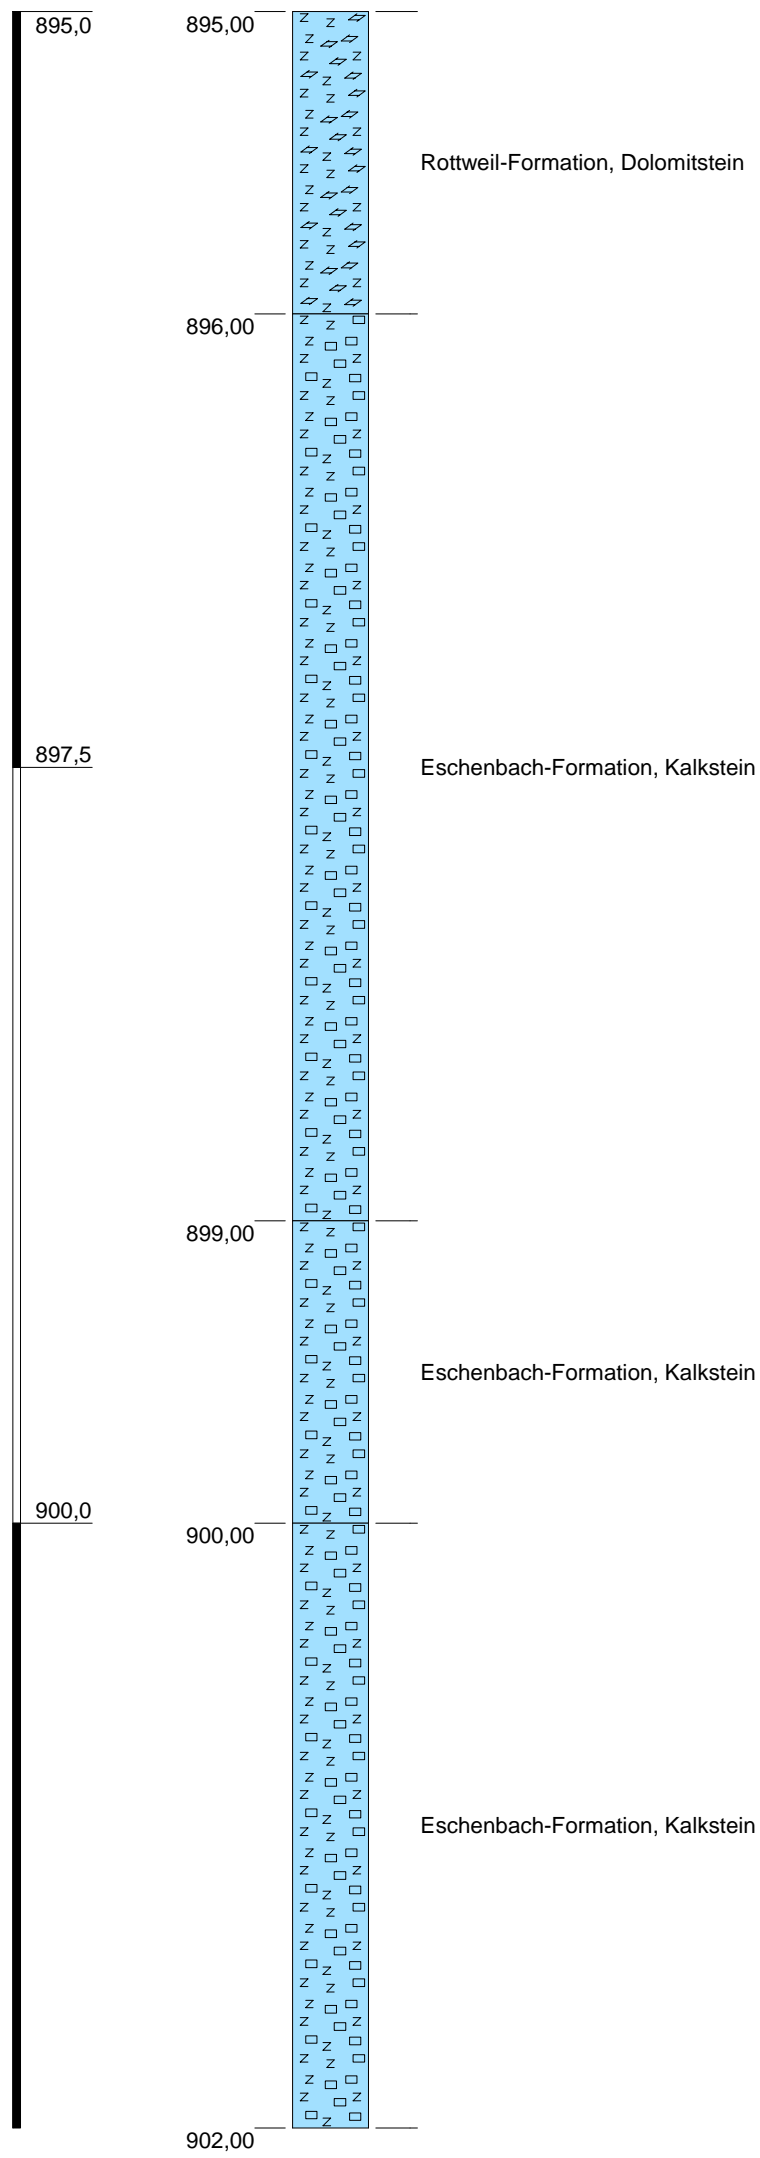 895,0
895,00
Rottweil-Formation, Dolomitstein
896,00
897,5
Eschenbach-Formation, Kalkstein
899,00
Eschenbach-Formation, Kalkstein
900,0
900,00
Eschenbach-Formation, Kalkstein
902,00